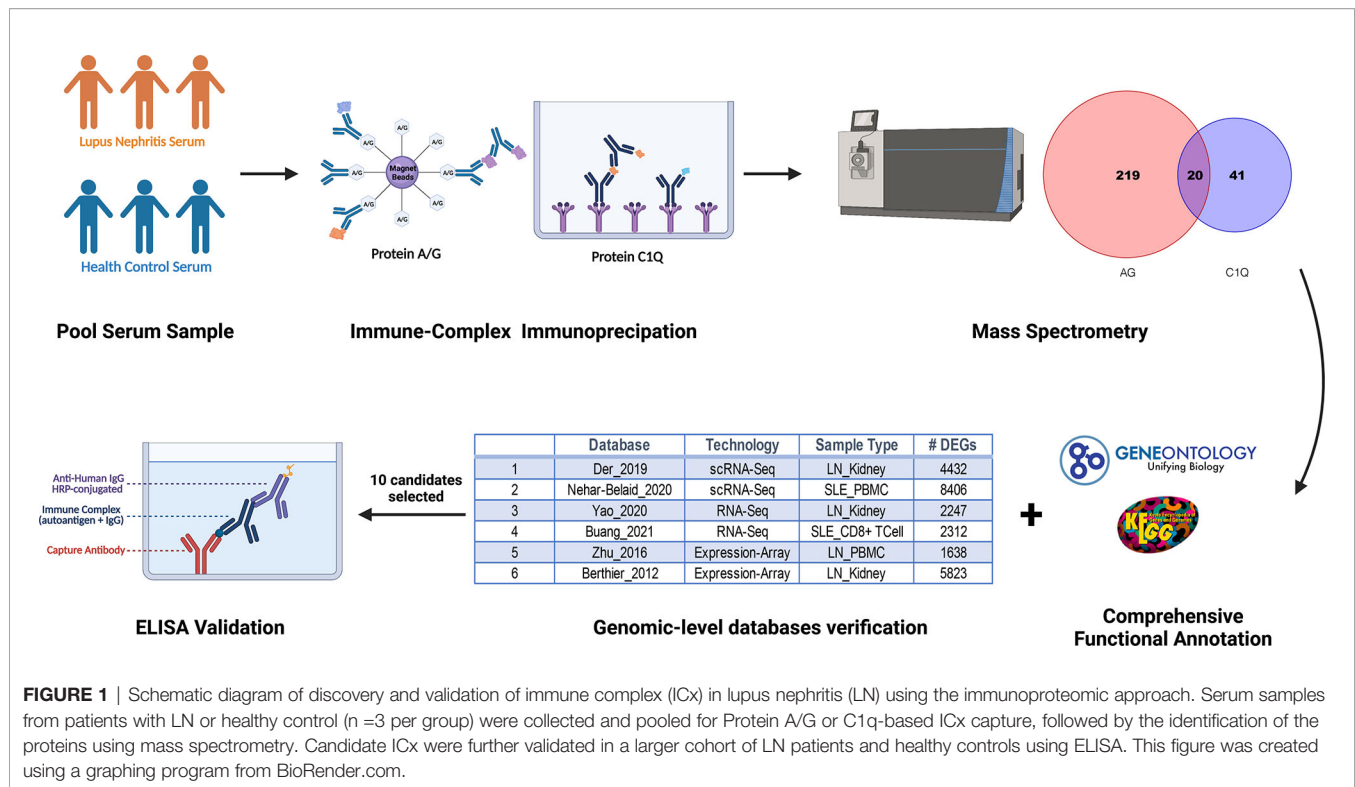 Lupus Nephritis Serum
Health Control Serum
Pool Serum Sample
A/G
A/G
A/G
A/G
A/G
A/G
A/G
A/G
Magnet
Beads
Protein A/G
Protein C1Q
Immune-Complex Immunoprecipation
219
20
41
AG
C1Q
Mass Spectrometry
GENEONTOLOGY
Unifying Biology
KEGG
Kyoto Encyclopedia of
Genes and Genomes
Comprehensive
Functional Annotation
+
Database Technology Sample Type # DEGs
1 Der_2019 scRNA-Seq LN_Kidney 4432
2 Nehar-Belaid_2020 scRNA-Seq SLE_PBMC 8406
3 Yao_2020 RNA-Seq LN_Kidney 2247
4 Buang_2021 RNA-Seq SLE_CD8+ TCell 2312
5 Zhu_2016 Expression-Array LN_PBMC 1638
6 Berthier_2012 Expression-Array LN_Kidney 5823
Genomic-level databases verification
10 candidates
selected
Anti-Human IgG
HRP-conjugated
Immune Complex
(autoantigen + IgG)
Capture Antibody
ELISA Validation
FIGURE 1 | Schematic diagram of discovery and validation of immune complex (ICx) in lupus nephritis (LN) using the immunoproteomic approach. Serum samples
from patients with LN or healthy control (n =3 per group) were collected and pooled for Protein A/G or C1q-based ICx capture, followed by the identification of the
proteins using mass spectrometry. Candidate ICx were further validated in a larger cohort of LN patients and healthy controls using ELISA. This figure was created
using a graphing program from BioRender.com.